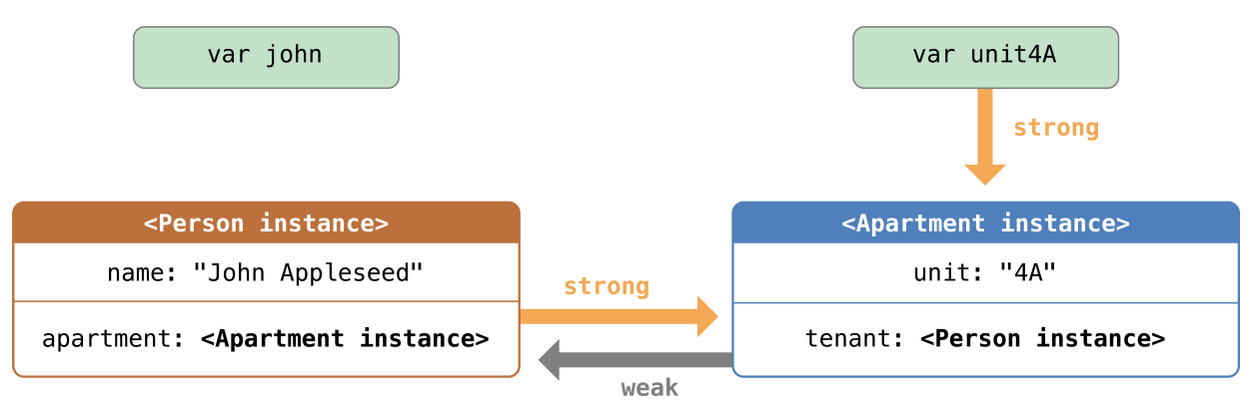 var john
var unit4A
strong
<Person instance>
<Apartment instance>
name: "John Appleseed"
unit: "4A"
strong
apartment: <Apartment instance>
tenant: <Person instance>
weak